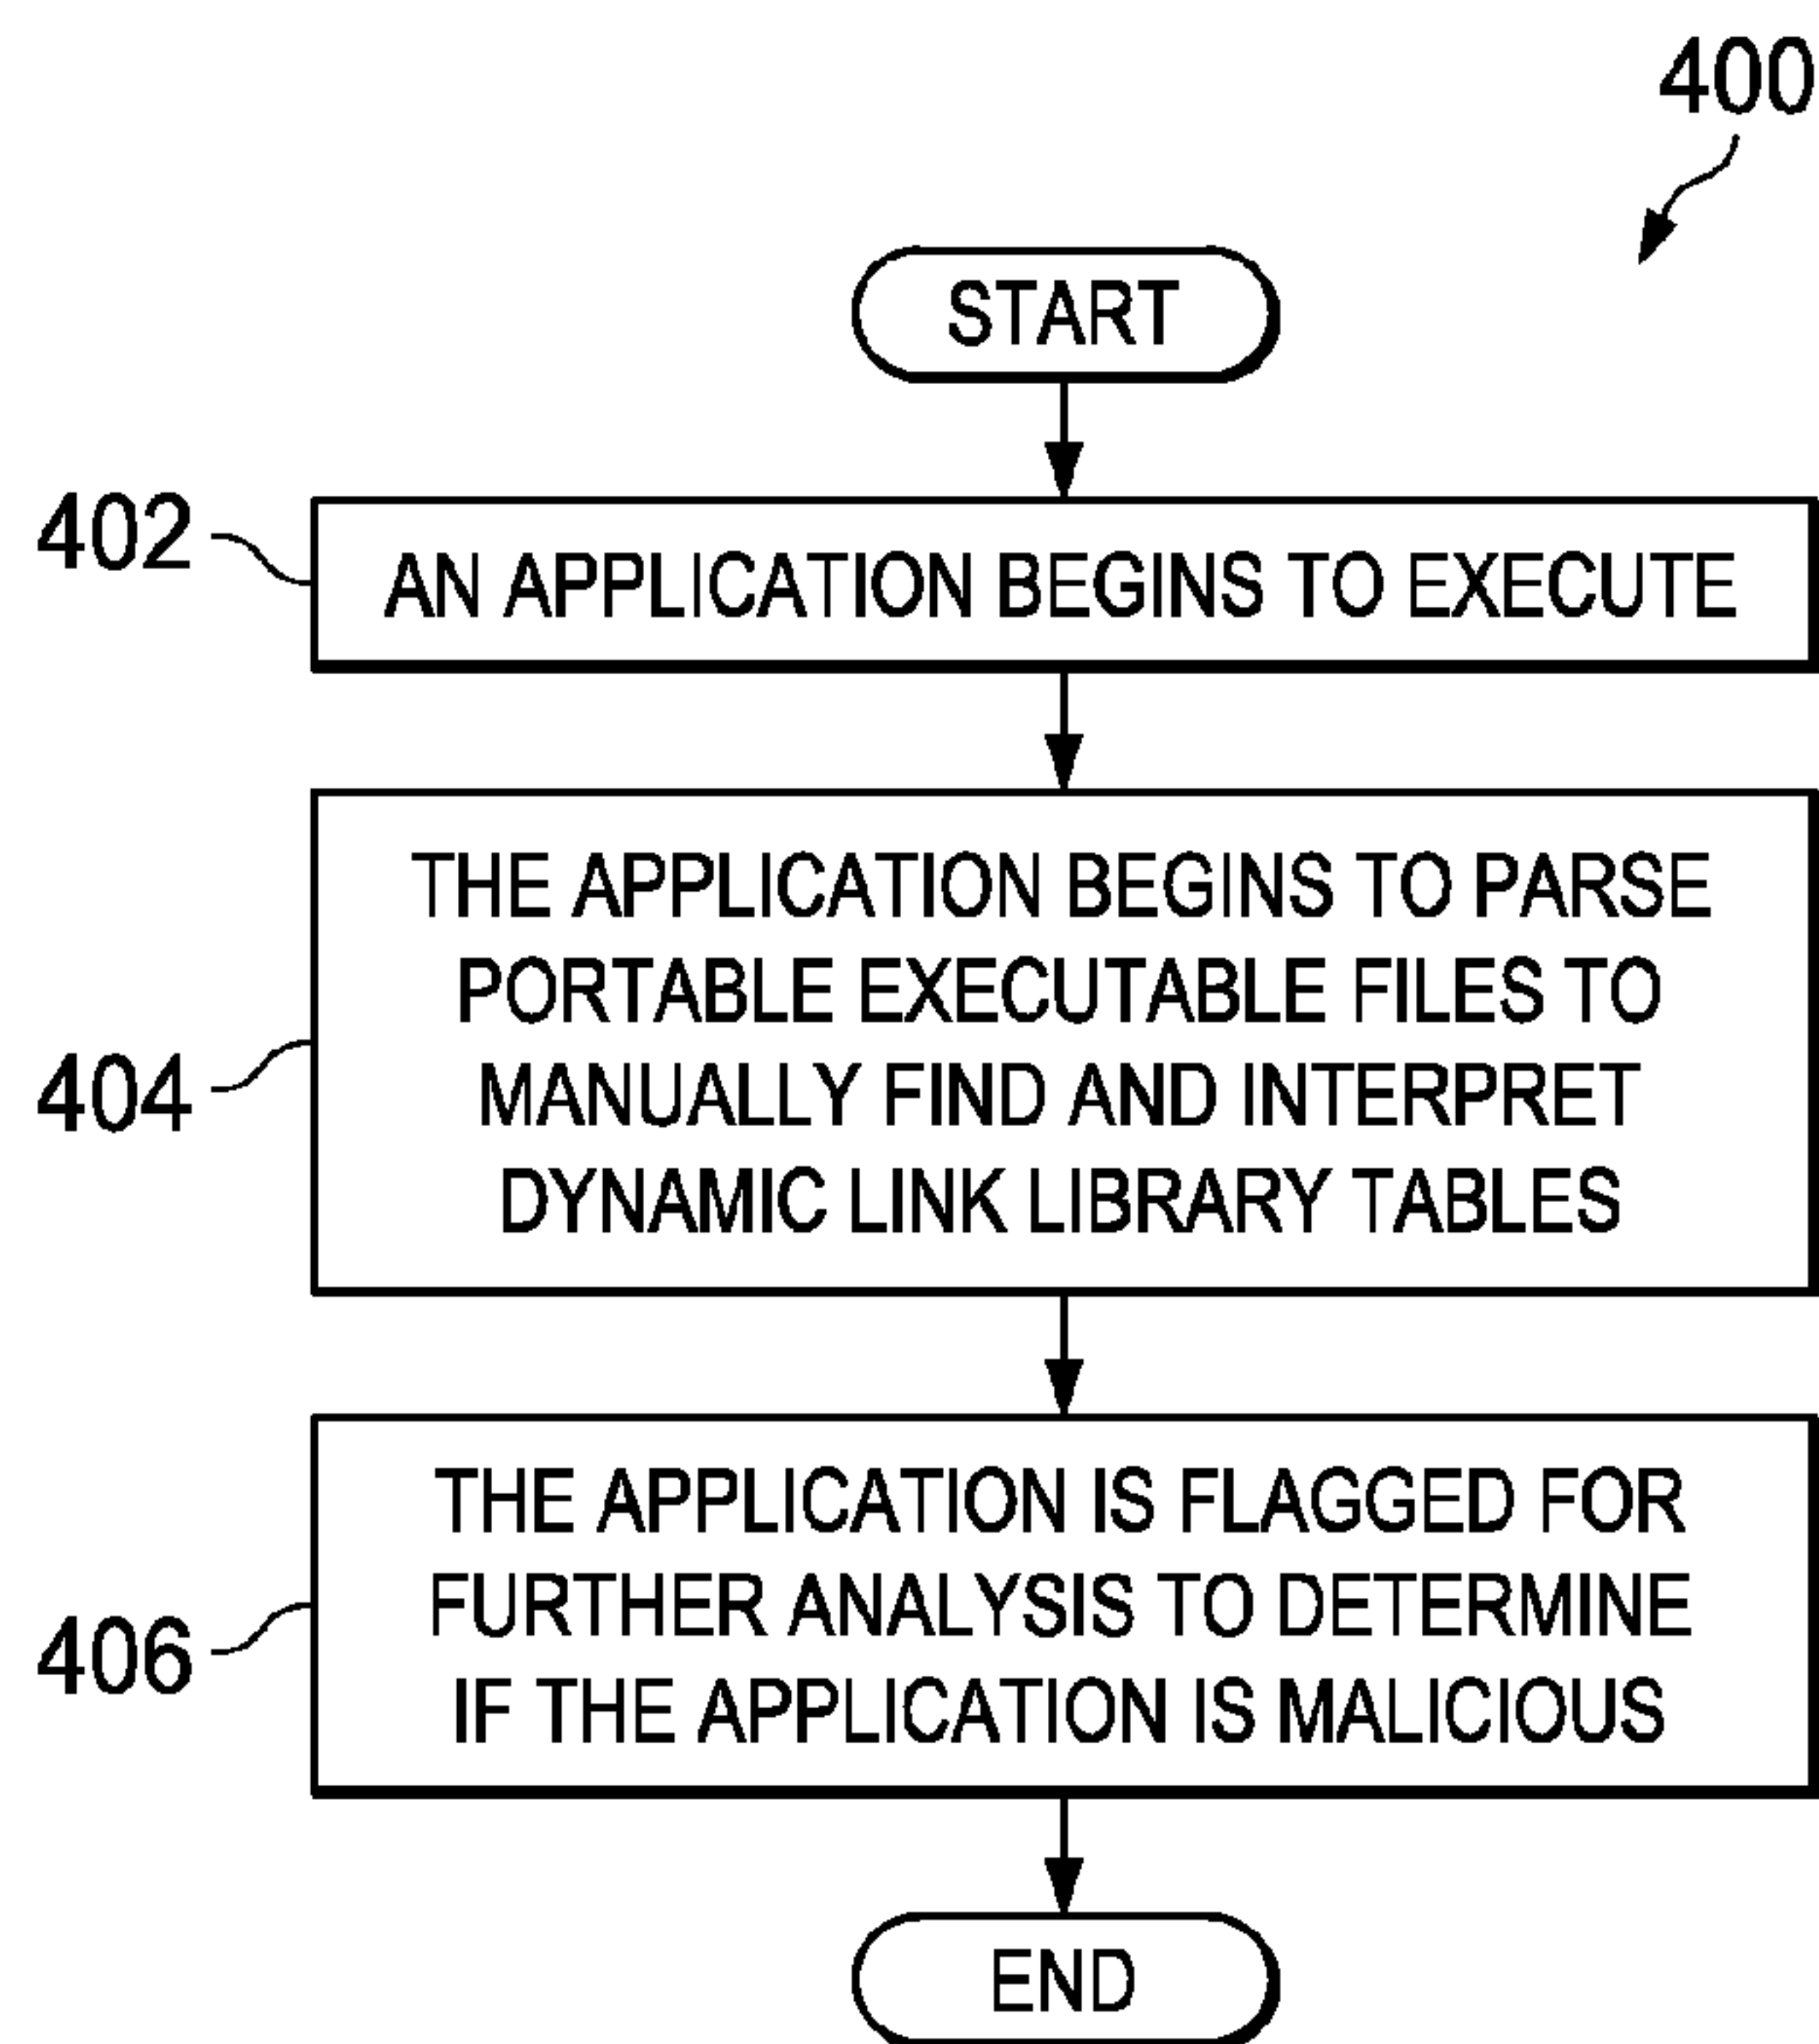 400
START
402
AN APPLICATION BEGINS TO EXECUTE
404
THE APPLICATION BEGINS TO PARSE
PORTABLE EXECUTABLE FILES TO
MANUALLY FIND AND INTERPRET
DYNAMIC LINK LIBRARY TABLES
406
THE APPLICATION IS FLAGGED FOR
FURTHER ANALYSIS TO DETERMINE
IF THE APPLICATION IS MALICIOUS
END